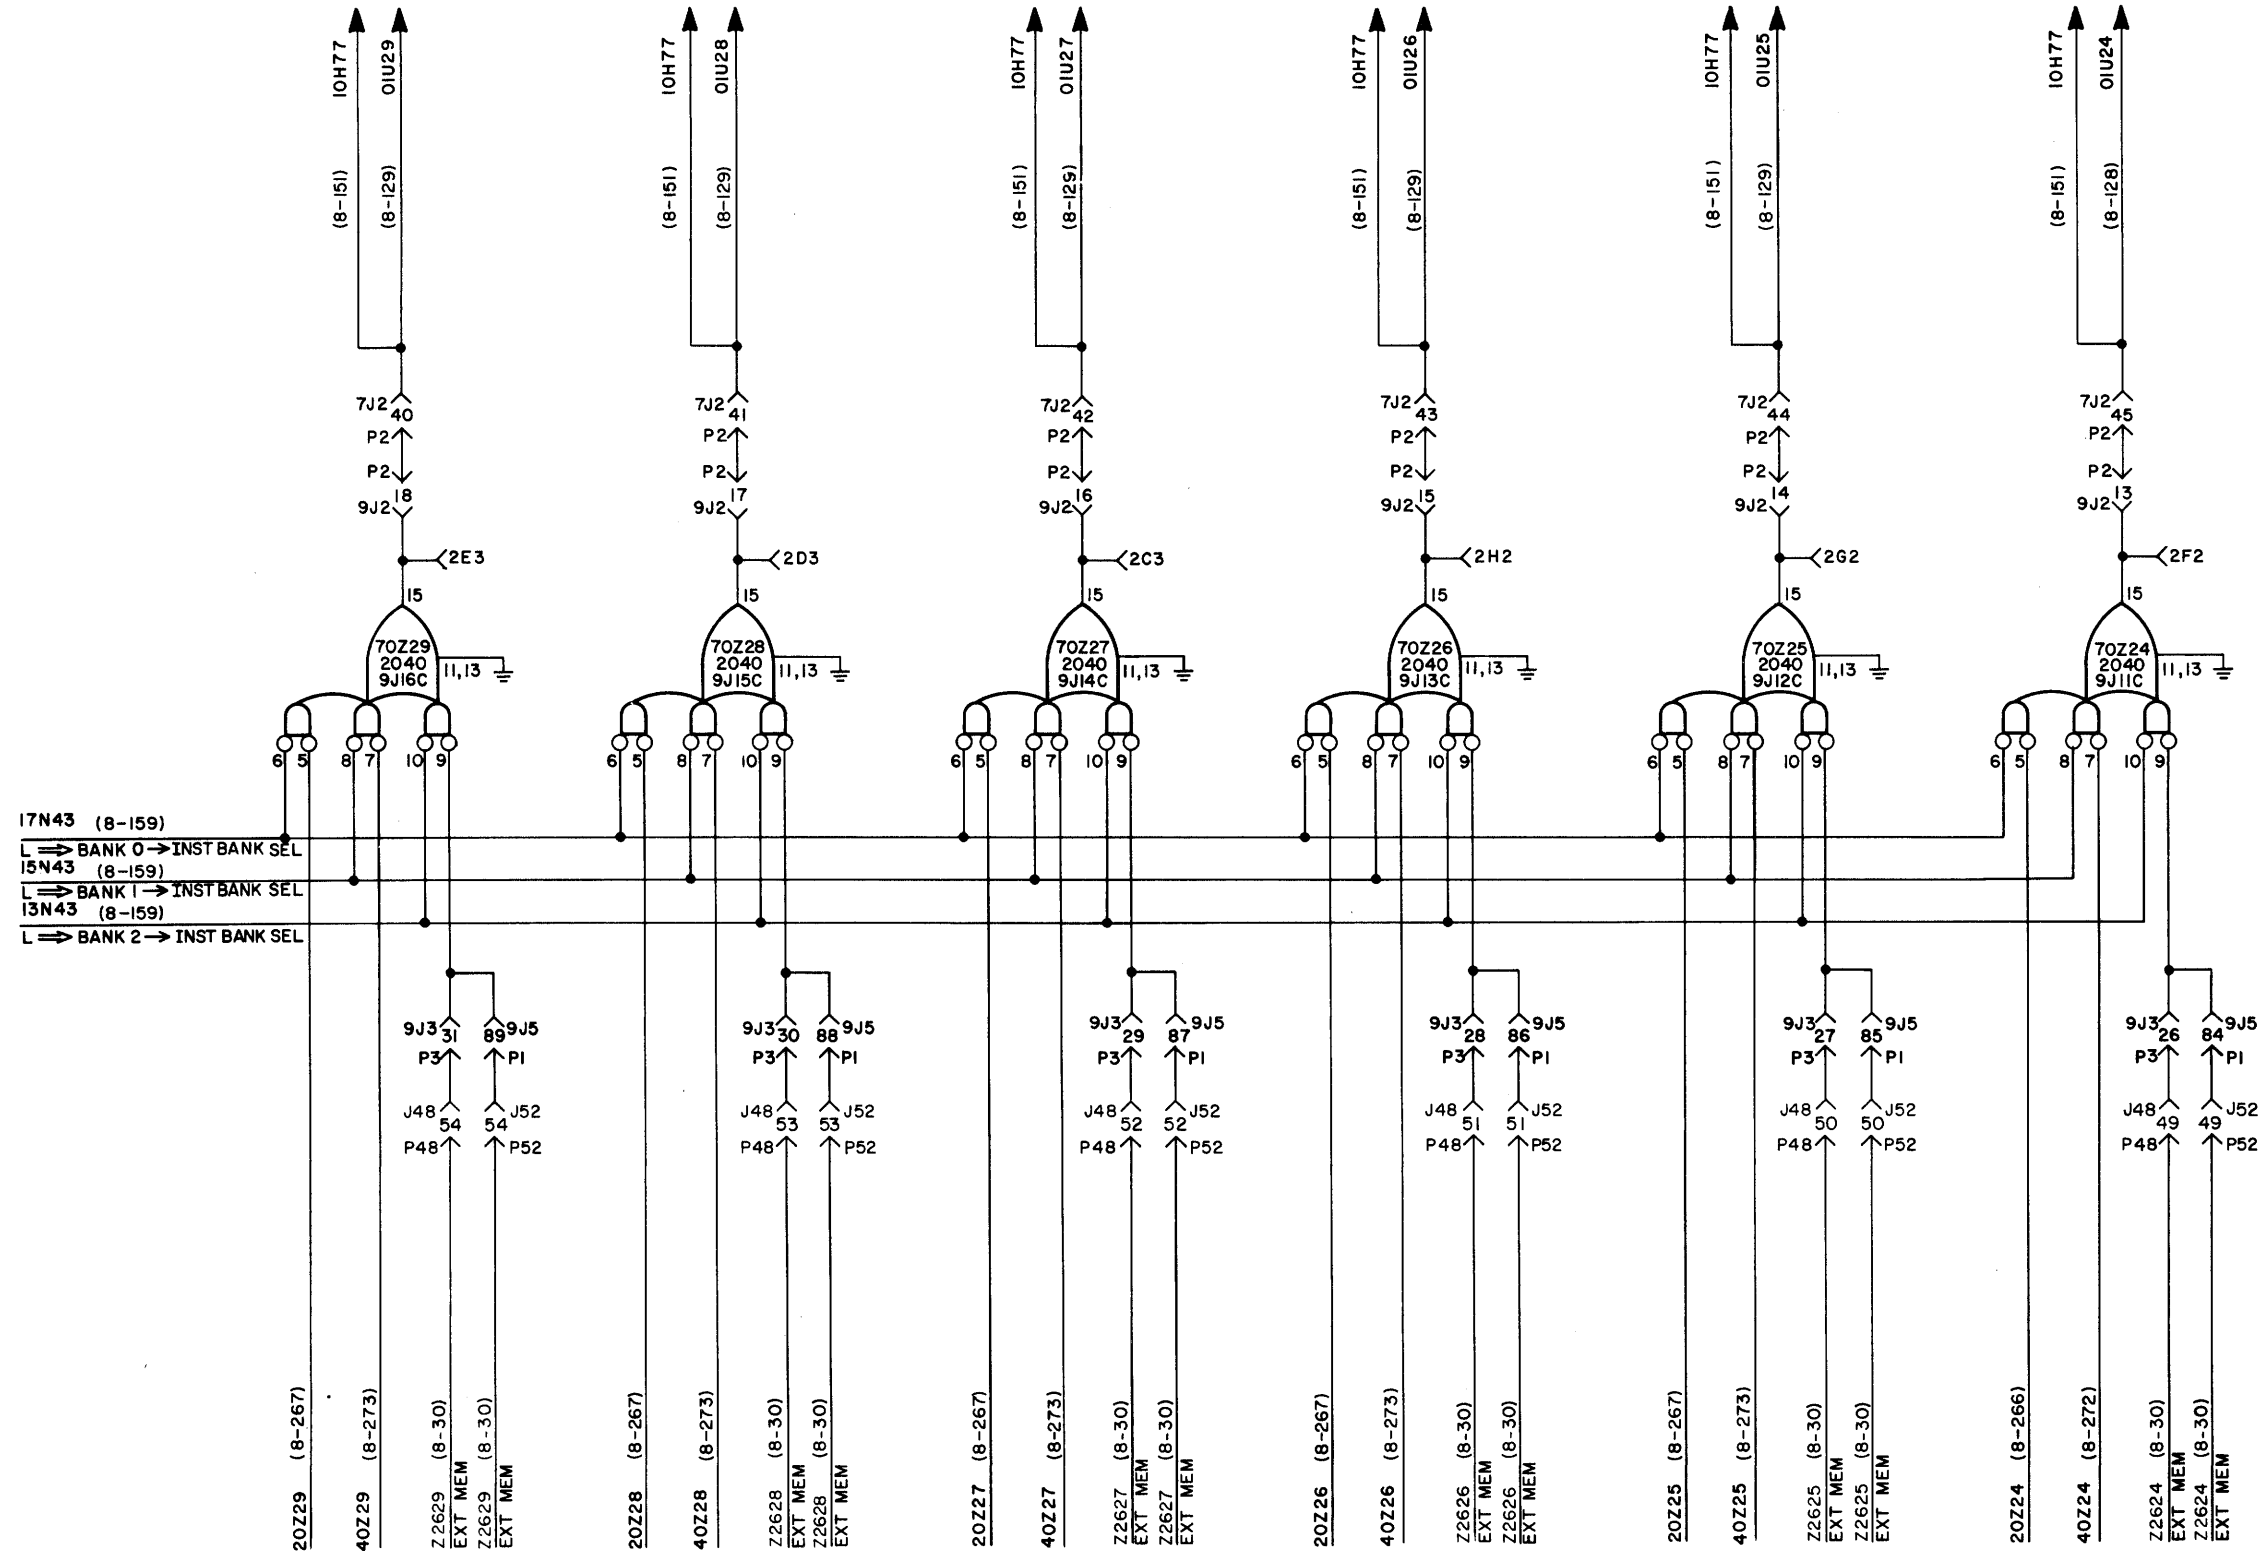 10H77 01U29 10H77 01U28 10H77 01U27 10H77 01U26 10H77 01U25 10H77 01U24
(8-151) (8-129) (8-151) (8-129) (8-151) (8-129) (8-151) (8-129) (8-151) (8-129) (8-151) (8-128)
7J2 40 7J2 41 7J2 42 7J2 43 7J2 44 7J2 45
P2 P2 P2 P2 P2 P2
P2 P2 P2 P2 P2 P2
18 17 16 15 14 13
9J2 9J2 9J2 9J2 9J2 9J2
2E3 2D3 2C3 2H2 2G2 2F2
15 15 15 15 15 15
70Z29 70Z28 70Z27 70Z26 70Z25 70Z24
2040 11,13 2040 11,13 2040 11,13 2040 11,13 2040 11,13 2040 11,13
9J16C 9J15C 9J14C 9J13C 9J12C 9J11C
6 5 8 7 10 9 6 5 8 7 10 9 6 5 8 7 10 9 6 5 8 7 10 9 6 5 8 7 10 9 6 5 8 7 10 9
17N43 (8-159)
L ⇒ BANK 0 → INST BANK SEL
15N43 (8-159)
L ⇒ BANK 1 → INST BANK SEL
13N43 (8-159)
L ⇒ BANK 2 → INST BANK SEL
9J3 9J5 9J3 9J5 9J3 9J5 9J3 9J5 9J3 9J5 9J3 9J5
31 89 30 88 29 87 28 86 27 85 26 84
P3 P1 P3 P1 P3 P1 P3 P1 P3 P1 P3 P1
J48 J52 J48 J52 J48 J52 J48 J52 J48 J52 J48 J52
54 54 53 53 52 52 51 51 50 50 49 49
P48 P52 P48 P52 P48 P52 P48 P52 P48 P52 P48 P52
20Z29 (8-267)
40Z29 (8-273)
Z2629 (8-30)
EXT MEM
Z2629 (8-30)
EXT MEM
20Z28 (8-267)
40Z28 (8-273)
Z2628 (8-30)
EXT MEM
Z2628 (8-30)
EXT MEM
20Z27 (8-267)
40Z27 (8-273)
Z2627 (8-30)
EXT MEM
Z2627 (8-30)
EXT MEM
20Z26 (8-267)
40Z26 (8-273)
Z2626 (8-30)
EXT MEM
Z2626 (8-30)
EXT MEM
20Z25 (8-267)
40Z25 (8-273)
Z2625 (8-30)
EXT MEM
Z2625 (8-30)
EXT MEM
20Z24 (8-266)
40Z24 (8-272)
Z2624 (8-30)
EXT MEM
Z2624 (8-30)
EXT MEM